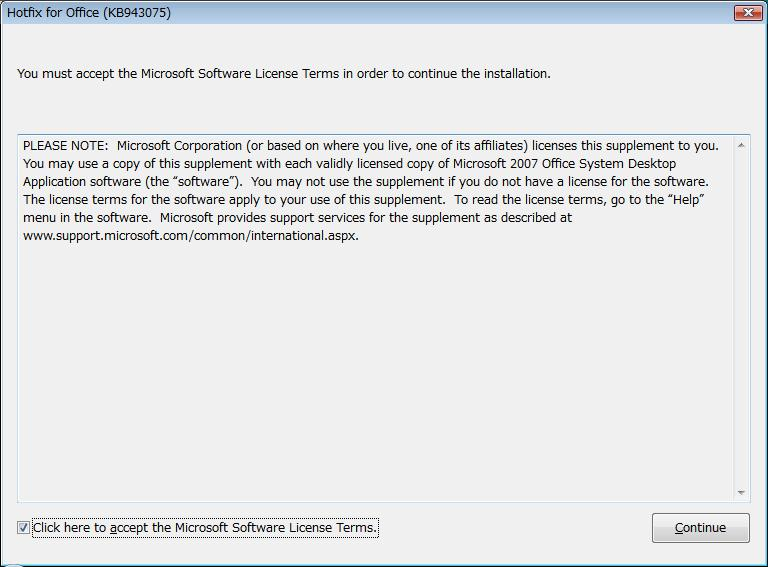 Hotfix for Office (KB943075)
You must accept the Microsoft Software License Terms in order to continue the installation.
PLEASE NOTE:  Microsoft Corporation (or based on where you live, one of its affiliates) licenses this supplement to you.
You may use a copy of this supplement with each validly licensed copy of Microsoft 2007 Office System Desktop
Application software (the “software”).  You may not use the supplement if you do not have a license for the software.
The license terms for the software apply to your use of this supplement.  To read the license terms, go to the “Help”
menu in the software.  Microsoft provides support services for the supplement as described at
www.support.microsoft.com/common/international.aspx.
Click here to accept the Microsoft Software License Terms.
Continue